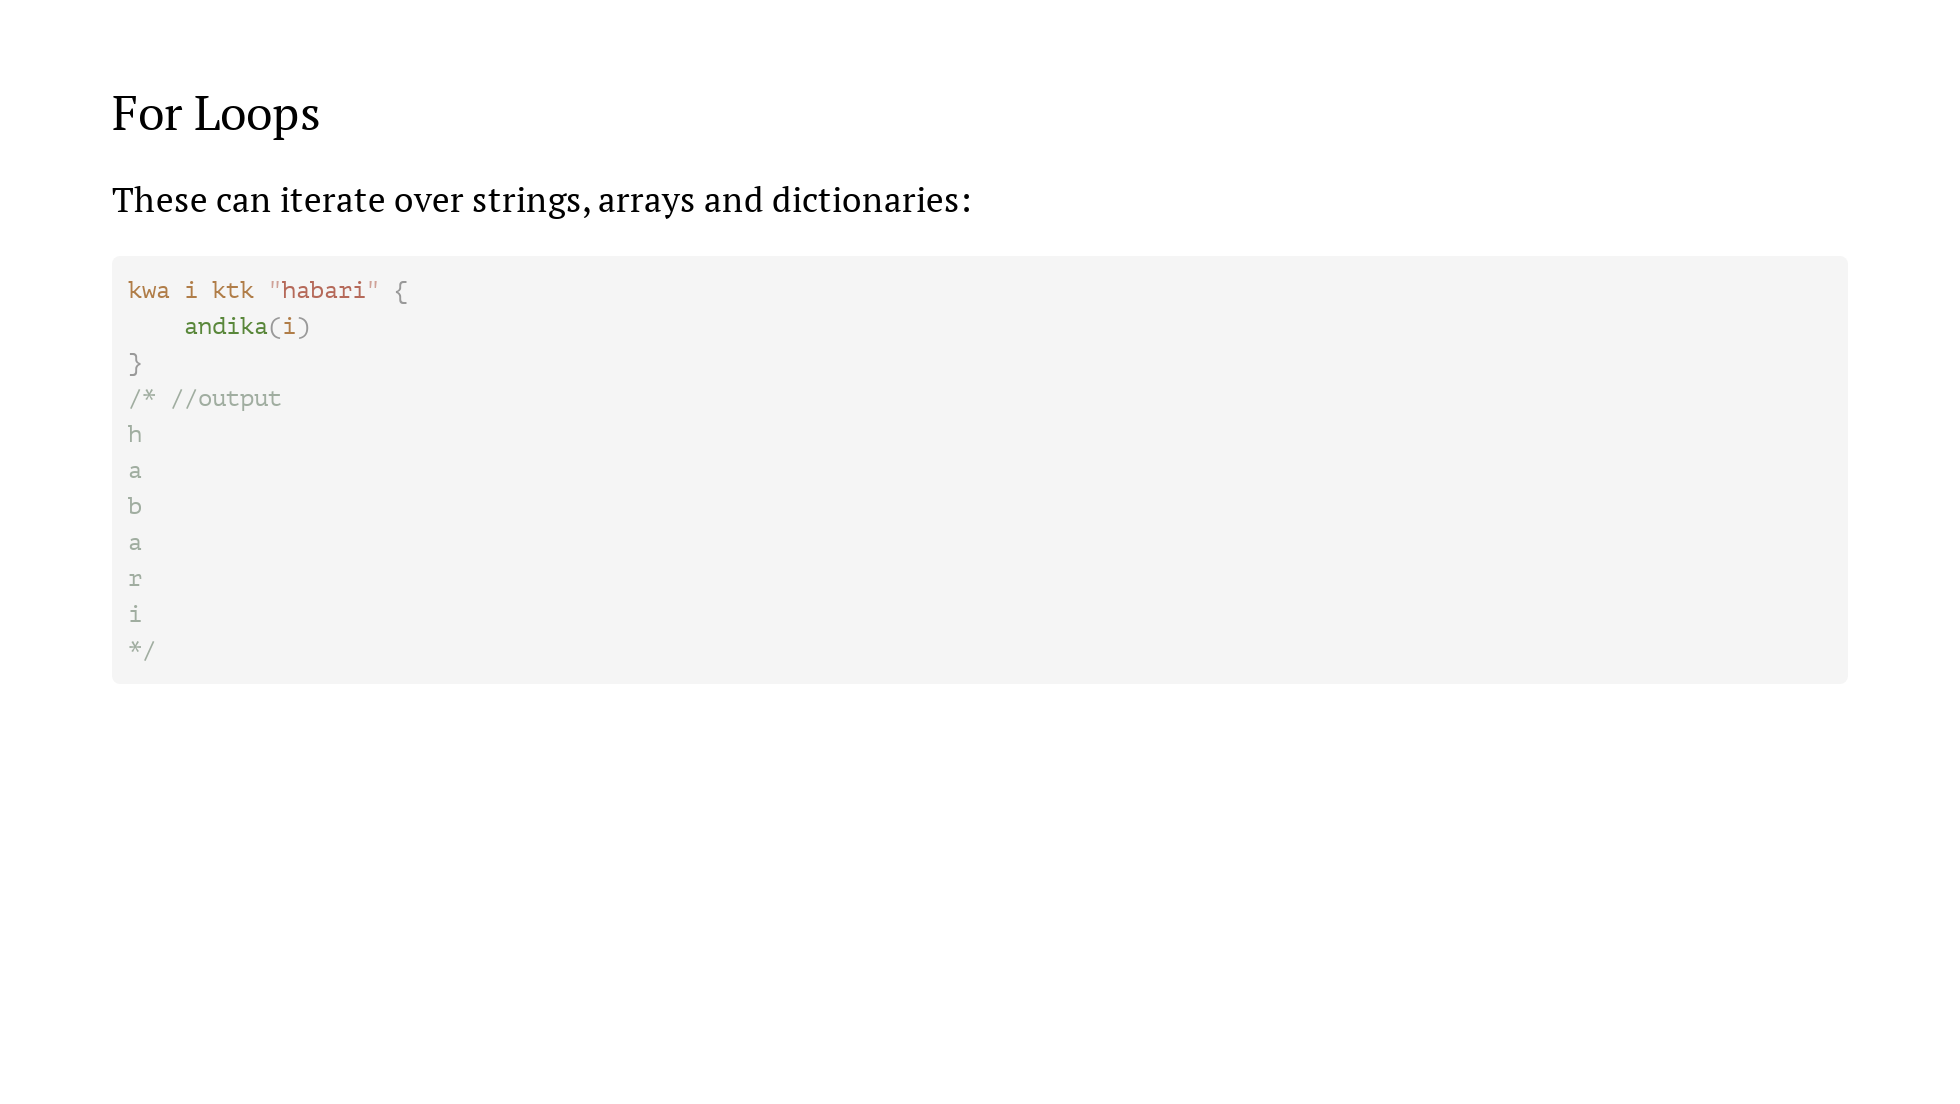 For Loops
These can iterate over strings, arrays and dictionaries:
kwa i ktk "habari" {
    andika(i)
}
/* //output
h
a
b
a
r
i
*/